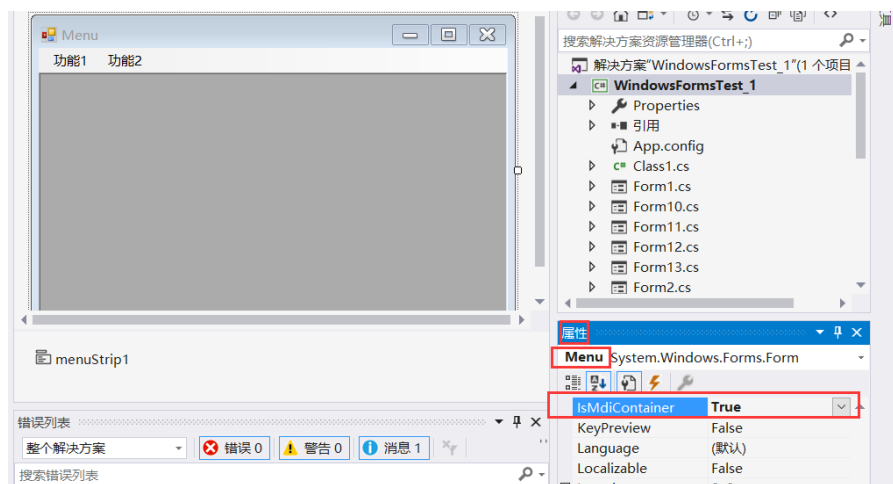 Menu
功能1 功能2
menuStrip1
错误列表
整个解决方案 错误 0 警告 0 消息 1
搜索错误列表
搜索解决方案资源管理器(Ctrl+;)
解决方案"WindowsFormsTest_1"(1 个项目
WindowsFormsTest_1
Properties
引用
App.config
Class1.cs
Form1.cs
Form10.cs
Form11.cs
Form12.cs
Form13.cs
Form2.cs
属性
Menu System.Windows.Forms.Form
IsMdiContainer True
KeyPreview False
Language (默认)
Localizable False